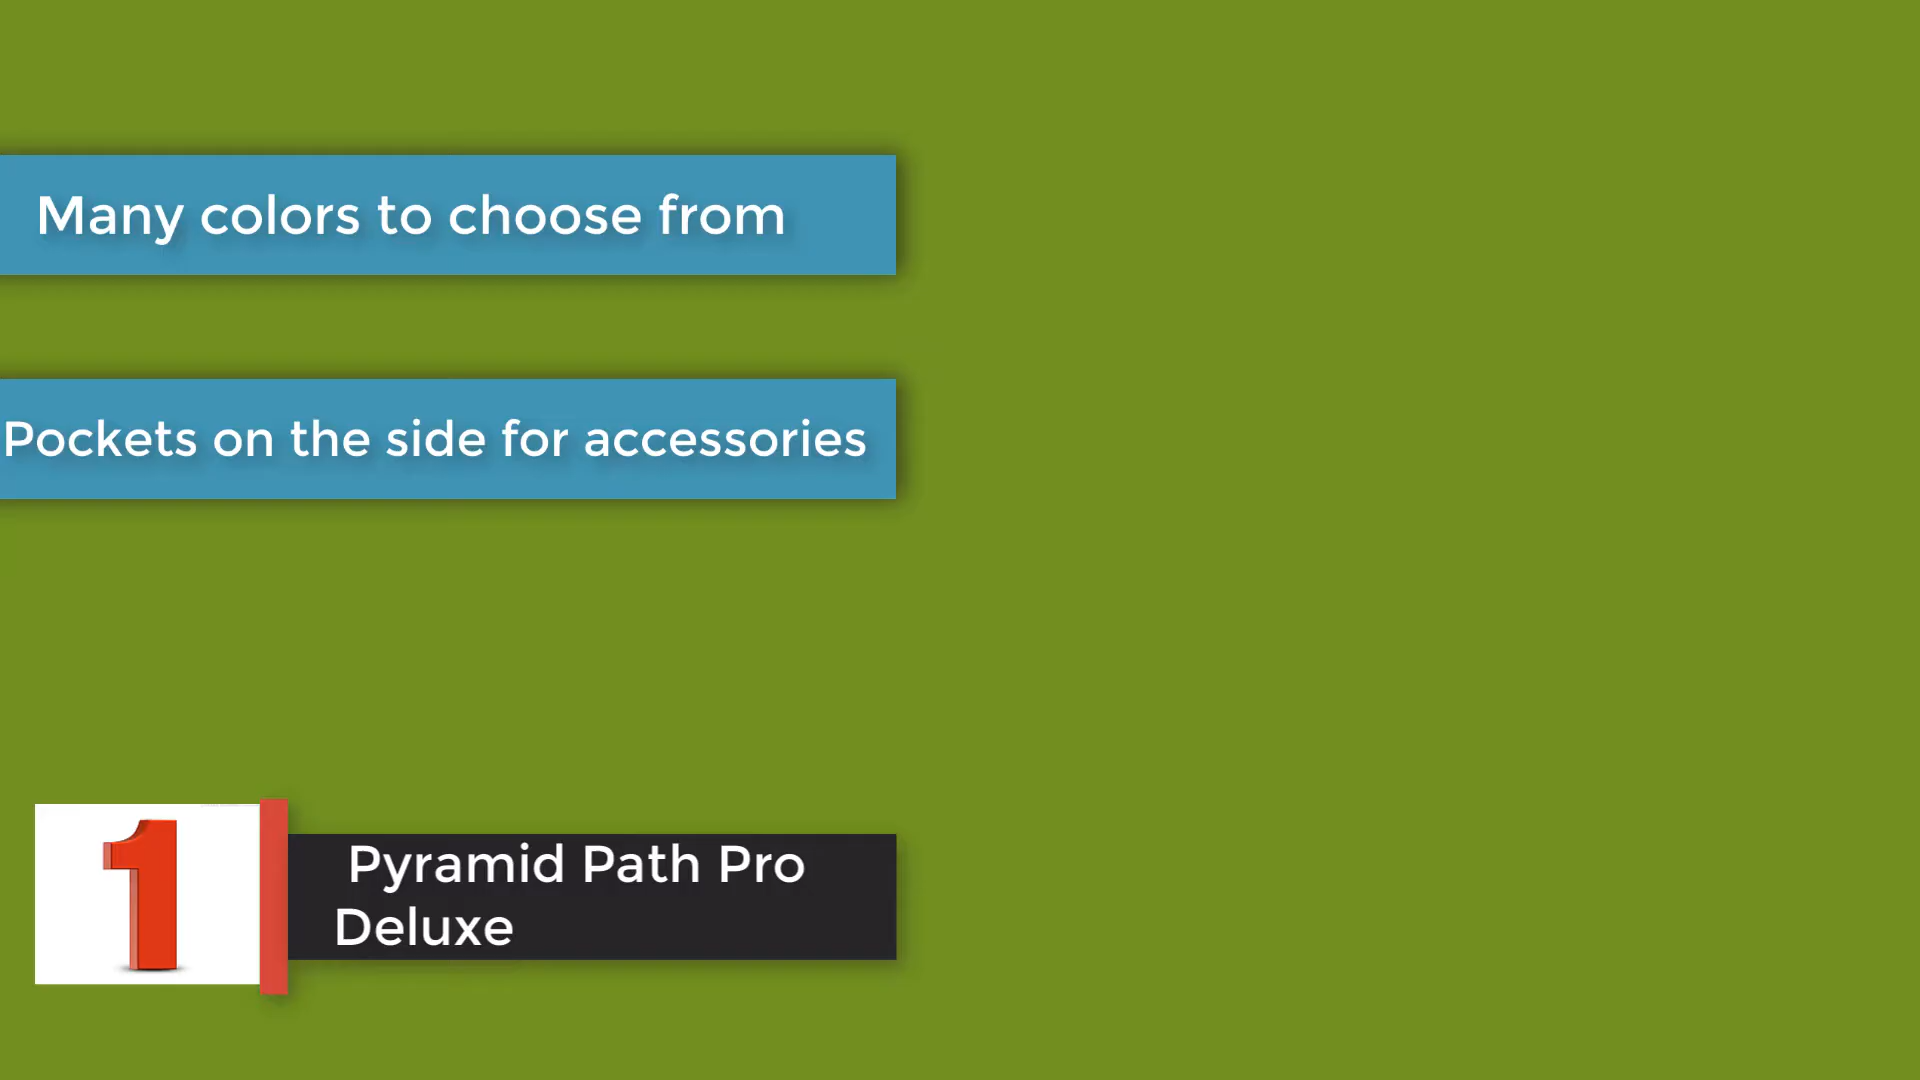 Many colors to choose from
Pockets on the side for accessories
1
Pyramid Path Pro
Deluxe